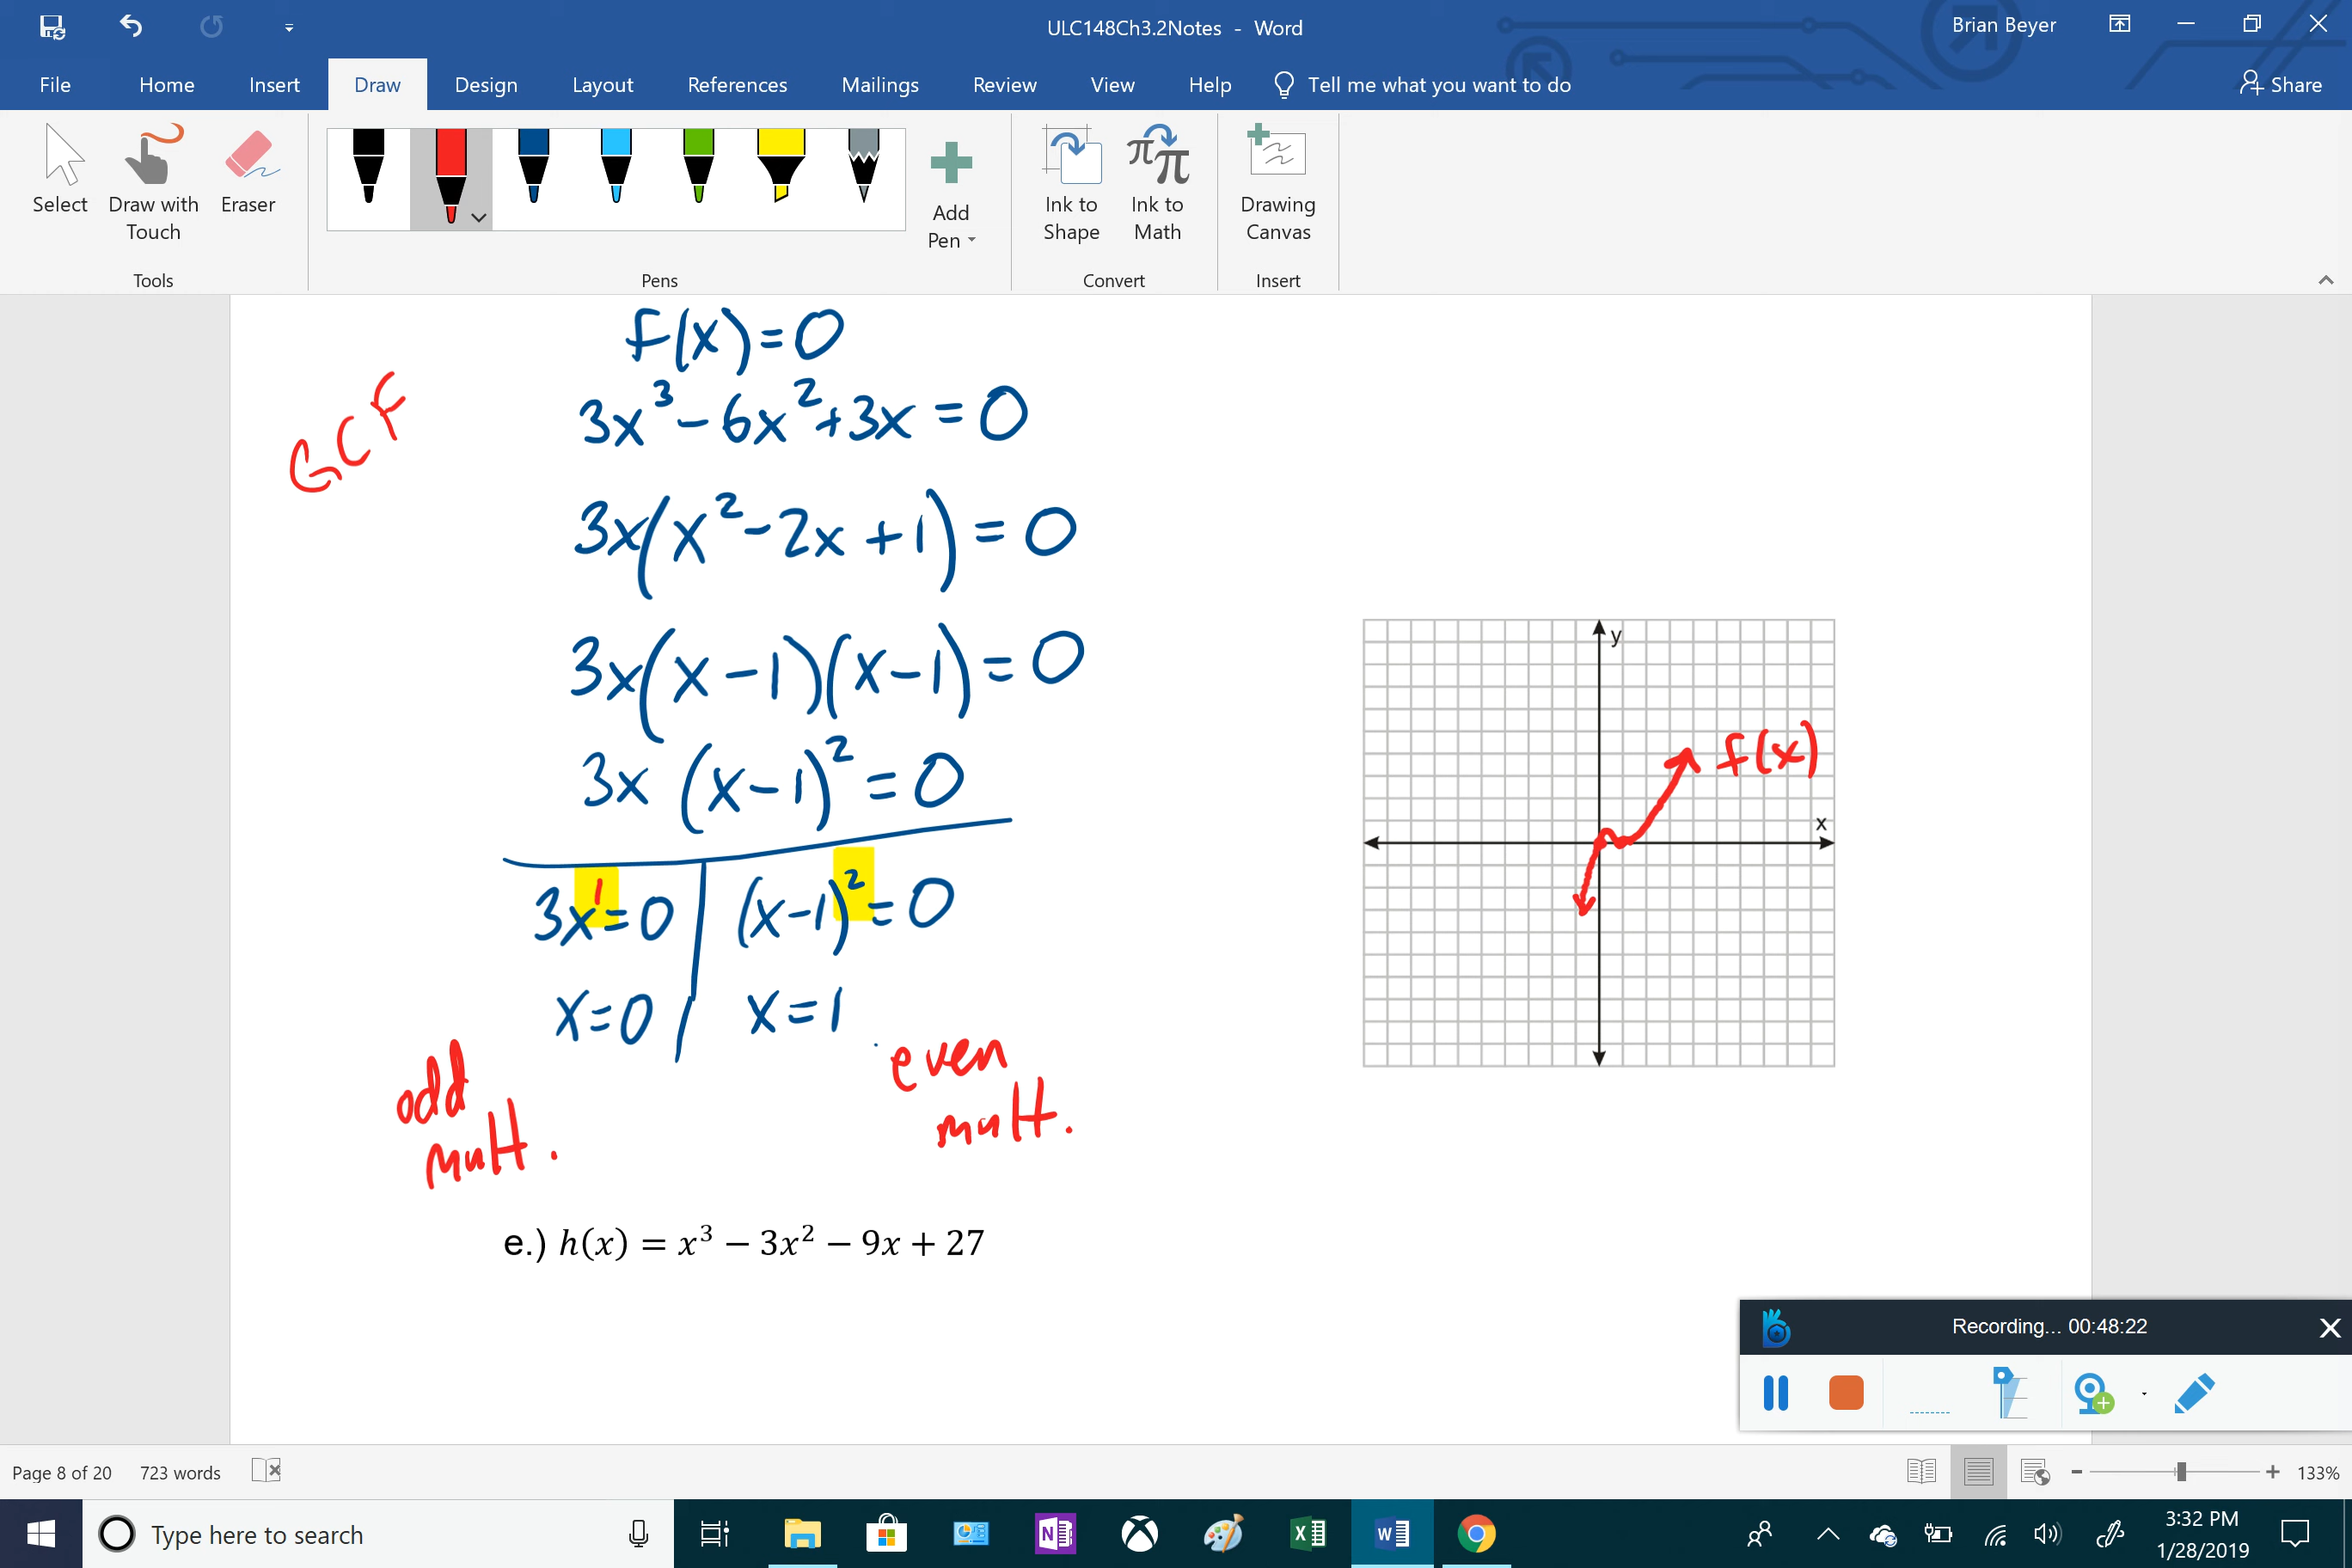 ULC148Ch3.2Notes - Word
Brian Beyer
File Home Insert Draw Design Layout References Mailings Review View Help Tell me what you want to do Share
Select Draw with Touch Eraser
Add Pen
Ink to Shape Ink to Math
Drawing Canvas
Tools Pens Convert Insert
f(x)=0
GCF
3x³-6x²+3x=0
3x(x²-2x+1)=0
3x(x-1)(x-1)=0
3x(x-1)²=0
3x¹=0 (x-1)²=0
x=0 x=1
odd mult.
even mult.
y
x
f(x)
e.) h(x) = x³ − 3x² − 9x + 27
Recording... 00:48:22
Page 8 of 20 723 words 133%
Type here to search
3:32 PM
1/28/2019